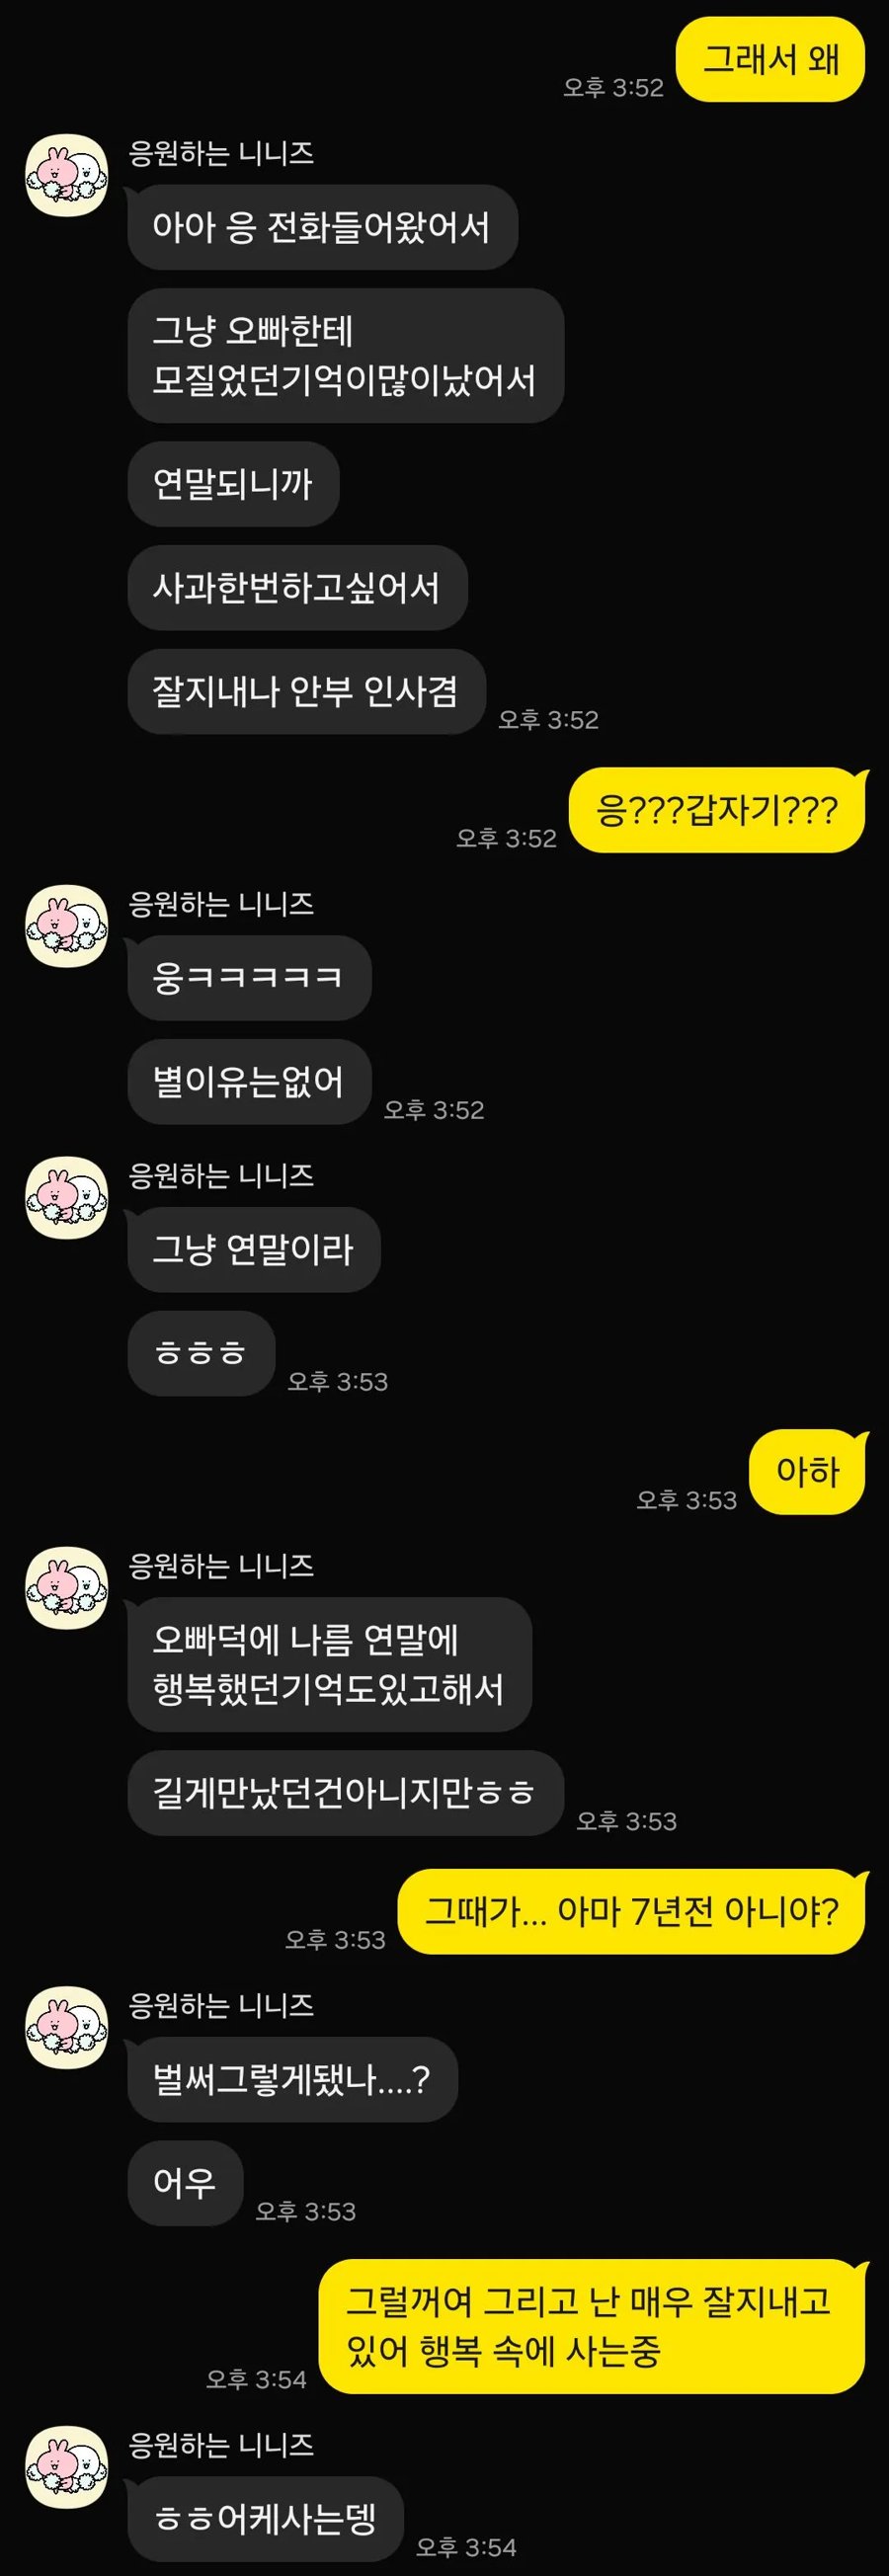 그래서 왜
오후 3:52
응원하는 니니즈
아아 응 전화들어왔어서
그냥 오빠한테
모질었던기억이많이났어서
연말되니까
사과한번하고싶어서
잘지내나 안부 인사겸
오후 3:52
응???갑자기???
오후 3:52
응원하는 니니즈
웅ㅋㅋㅋㅋㅋ
별이유는없어
오후 3:52
응원하는 니니즈
그냥 연말이라
ㅎㅎㅎ
오후 3:53
아하
오후 3:53
응원하는 니니즈
오빠덕에 나름 연말에
행복했던기억도있고해서
길게만났던건아니지만ㅎㅎ
오후 3:53
그때가... 아마 7년전 아니야?
오후 3:53
응원하는 니니즈
벌써그렇게됐나....?
어우
오후 3:53
그럴꺼여 그리고 난 매우 잘지내고
있어 행복 속에 사는중
오후 3:54
응원하는 니니즈
ㅎㅎ어케사는뎅
오후 3:54